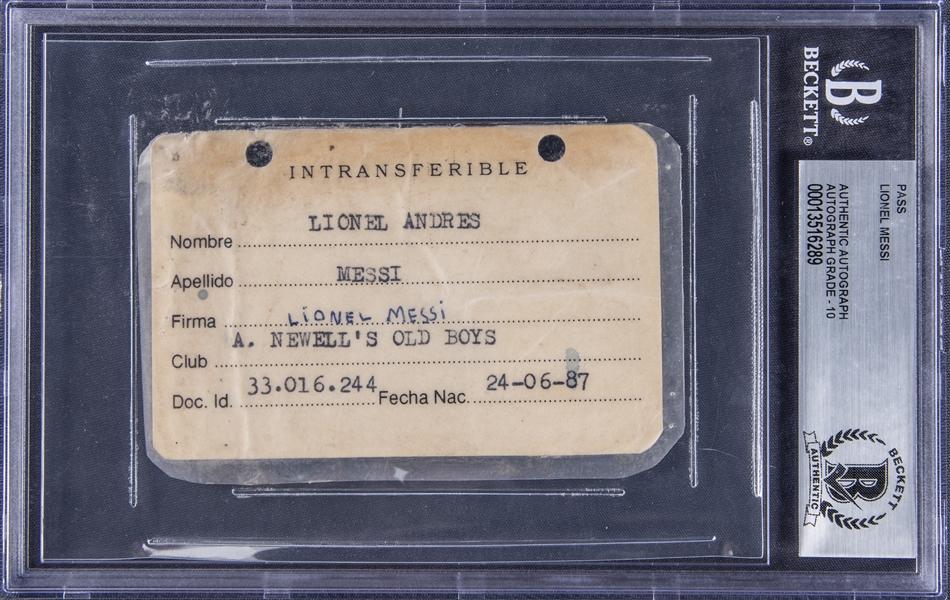 INTRANSFERIBLE
Nombre LIONEL ANDRES
Apellido MESSI
Firma LiONEL MESSi
Club A. NEWELL'S OLD BOYS
Doc. Id. 33.016.244 Fecha Nac. 24-06-87
B
BECKETT®
PASS
LIONEL MESSI
AUTHENTIC AUTOGRAPH
AUTOGRAPH GRADE - 10
00013516289
BECKETT
B
AUTHENTIC